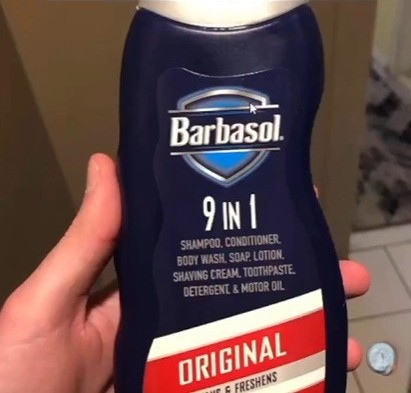 Barbasol.
9 IN 1
SHAMPOO, CONDITIONER,
BODY WASH, SOAP, LOTION,
SHAVING CREAM, TOOTHPASTE,
DETERGENT, & MOTOR OIL
ORIGINAL
& FRESHENS